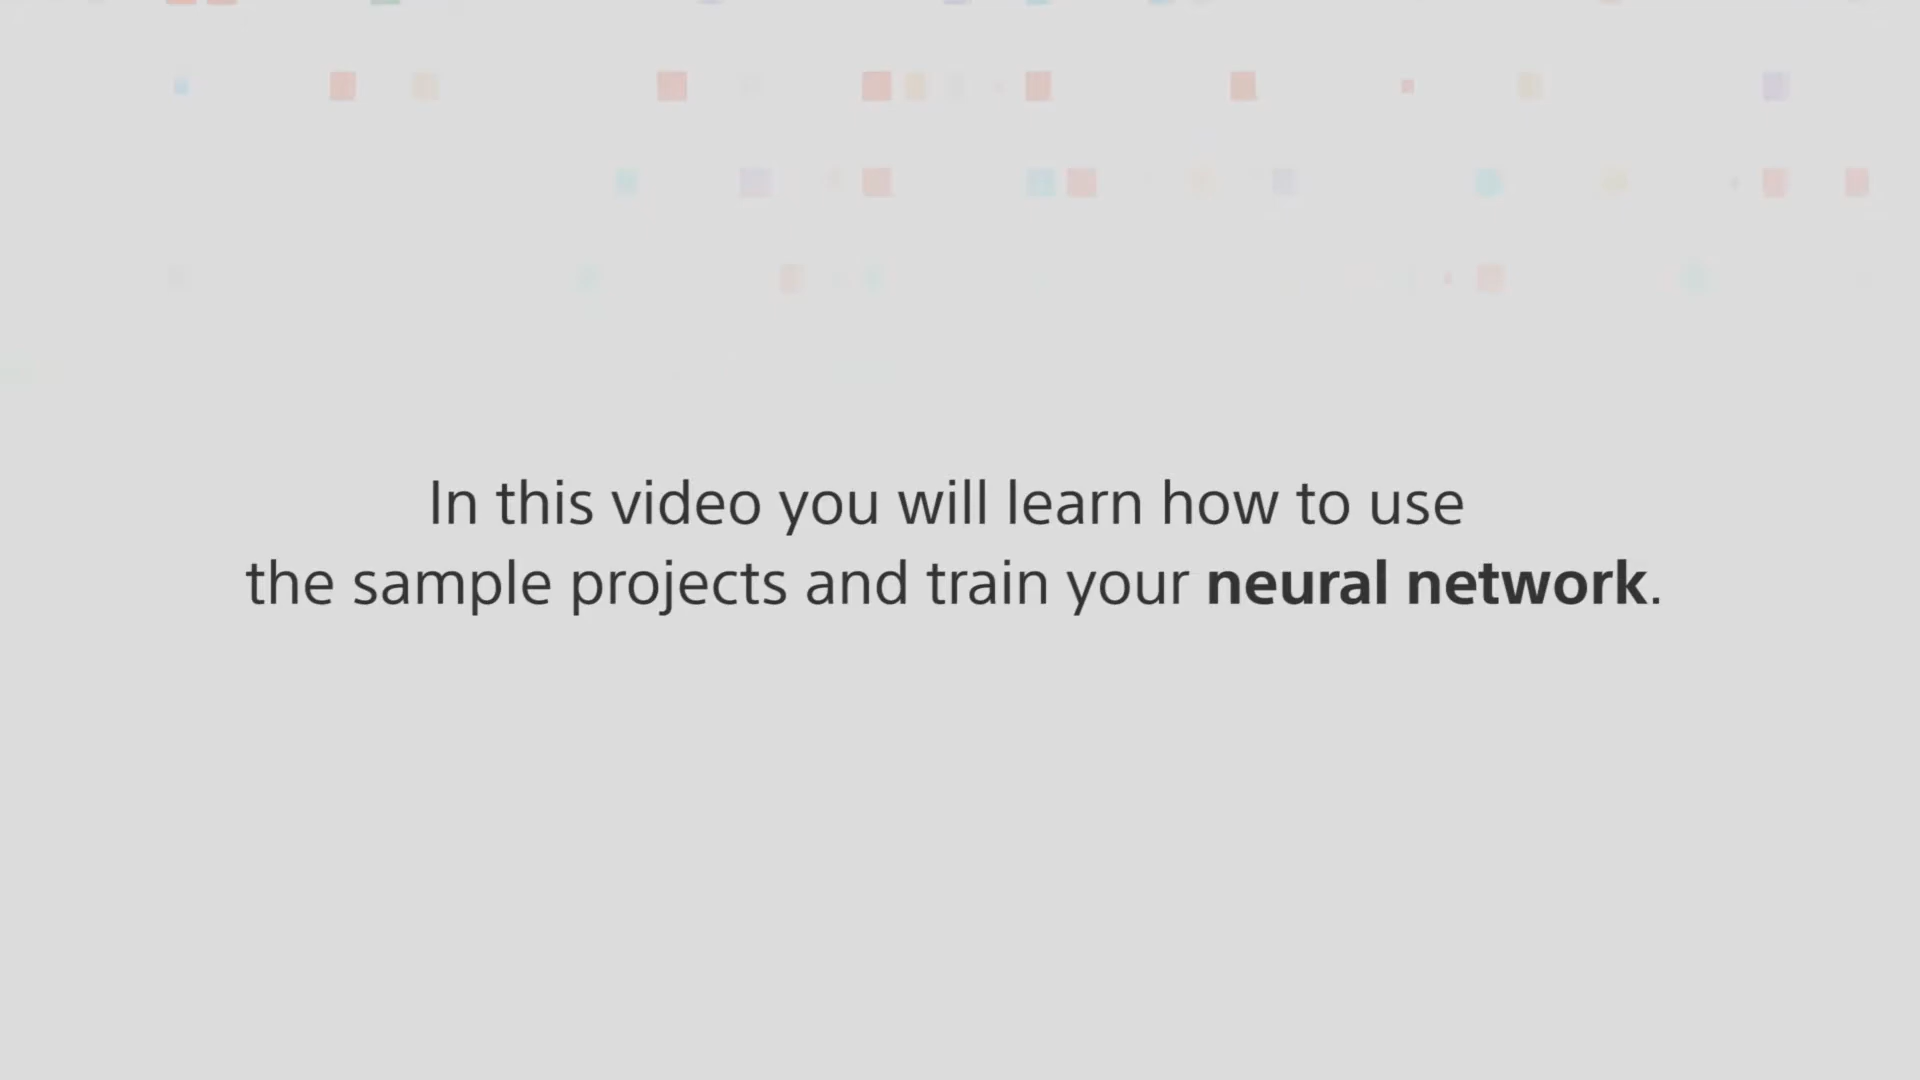 In this video you will learn how to use
the sample projects and train your neural network.